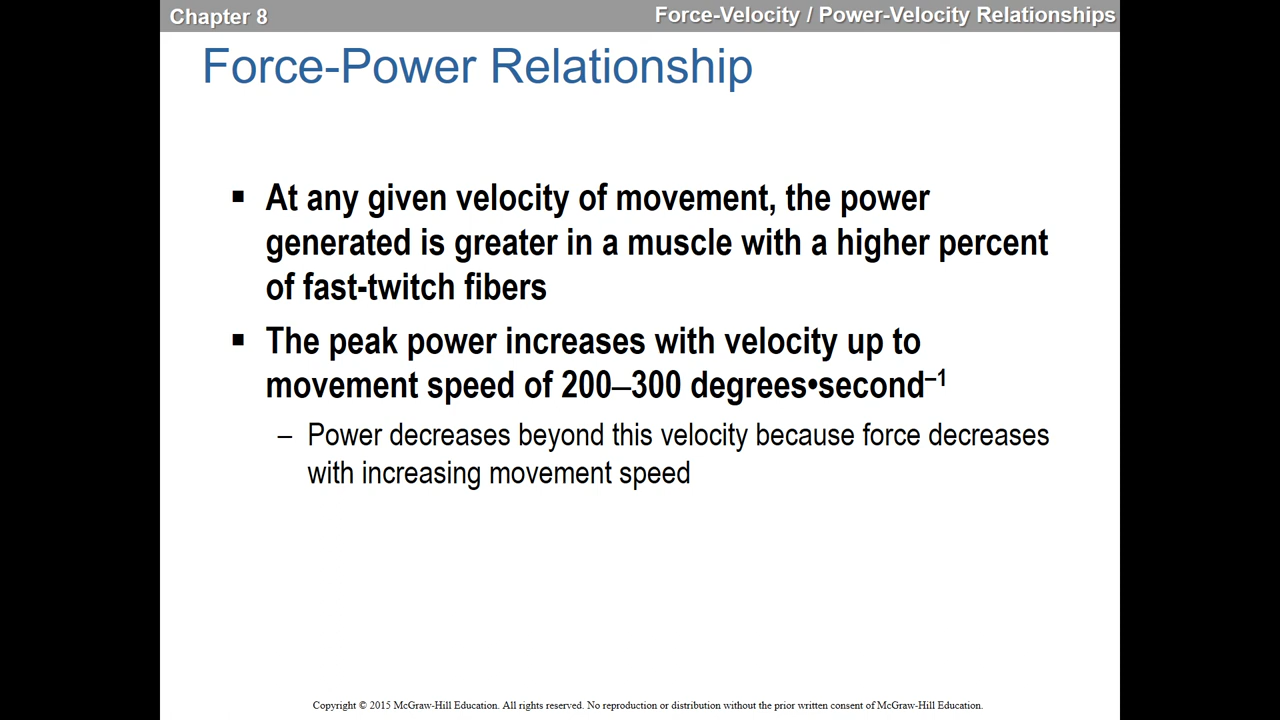 Chapter 8
Force-Velocity / Power-Velocity Relationships
Force-Power Relationship
▪ At any given velocity of movement, the power
generated is greater in a muscle with a higher percent
of fast-twitch fibers
▪ The peak power increases with velocity up to
movement speed of 200–300 degrees•second–1
– Power decreases beyond this velocity because force decreases
with increasing movement speed
Copyright © 2015 McGraw-Hill Education. All rights reserved. No reproduction or distribution without the prior written consent of McGraw-Hill Education.